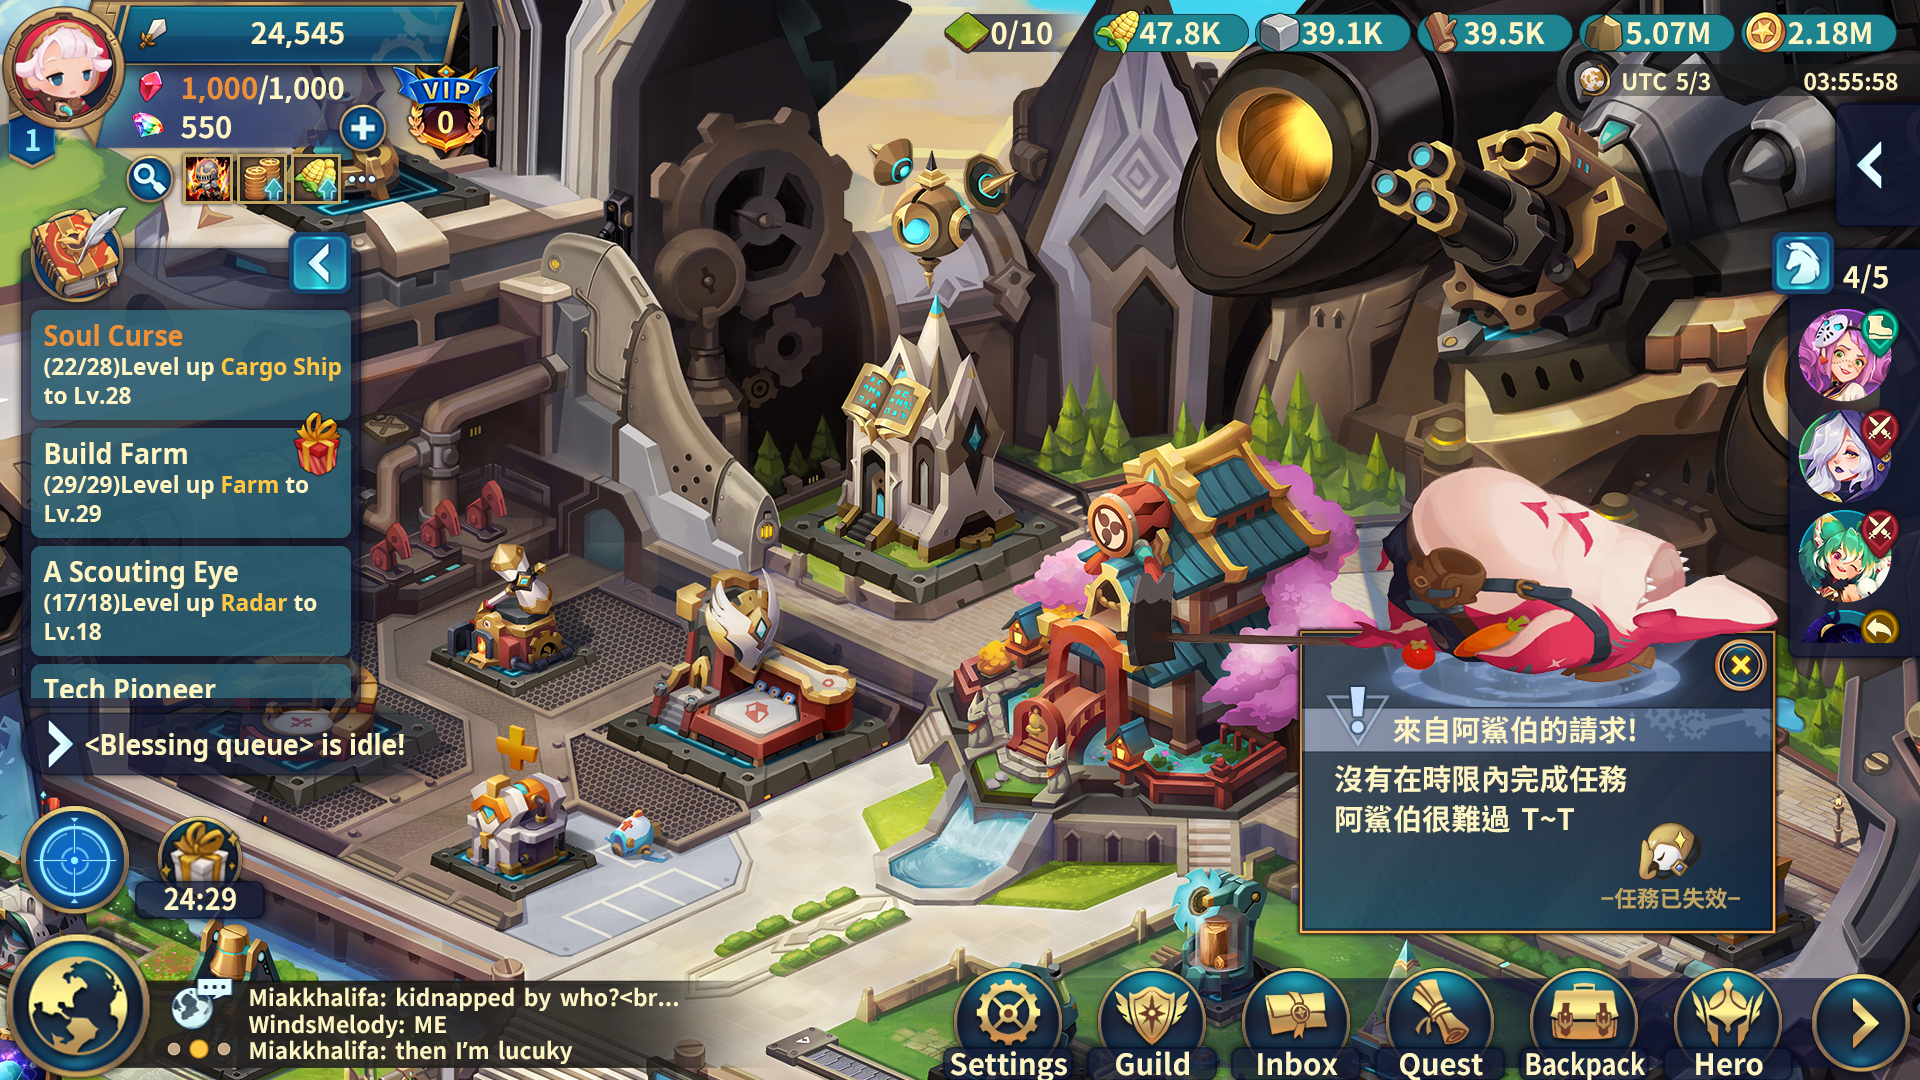 24,545
0/10
47.8K
39.1K
39.5K
5.07M
2.18M
1,000/1,000
VIP
0
UTC 5/3
03:55:58
550
1
4/5
Soul Curse
(22/28)Level up Cargo Ship
to Lv.28
Build Farm
(29/29)Level up Farm to
Lv.29
A Scouting Eye
(17/18)Level up Radar to
Lv.18
Tech Pioneer
<Blessing queue> is idle!
來自阿鯊伯的請求!
沒有在時限內完成任務
阿鯊伯很難過 T~T
–任務已失效–
24:29
Miakkhalifa: kidnapped by who?<br...
WindsMelody: ME
Miakkhalifa: then I'm lucuky
Settings
Guild
Inbox
Quest
Backpack
Hero